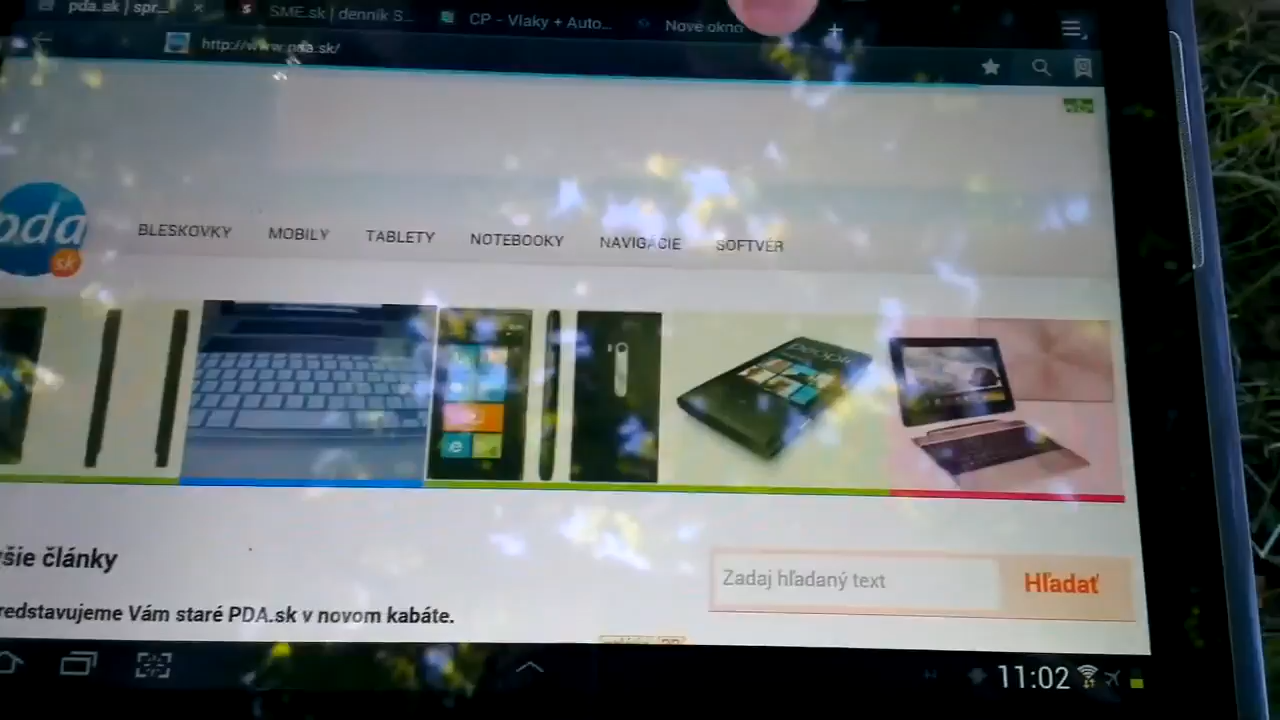 pda.sk | spr...
SME.sk | denník S...
CP - Vlaky + Auto...
Nové okno
http://www.pda.sk/
pda
sk
BLESKOVKY
MOBILY
TABLETY
NOTEBOOKY
NAVIGÁCIE
SOFTVÉR
šie články
Zadaj hľadaný text
Hľadať
redstavujeme Vám staré PDA.sk v novom kabáte.
11:02